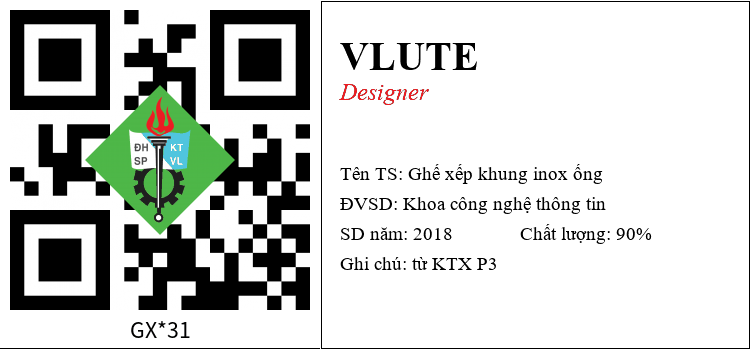 ĐH KT
SP VL
GX*31
VLUTE
Designer
Tên TS: Ghế xếp khung inox ống
ĐVSD: Khoa công nghệ thông tin
SD năm: 2018 Chất lượng: 90%
Ghi chú: từ KTX P3